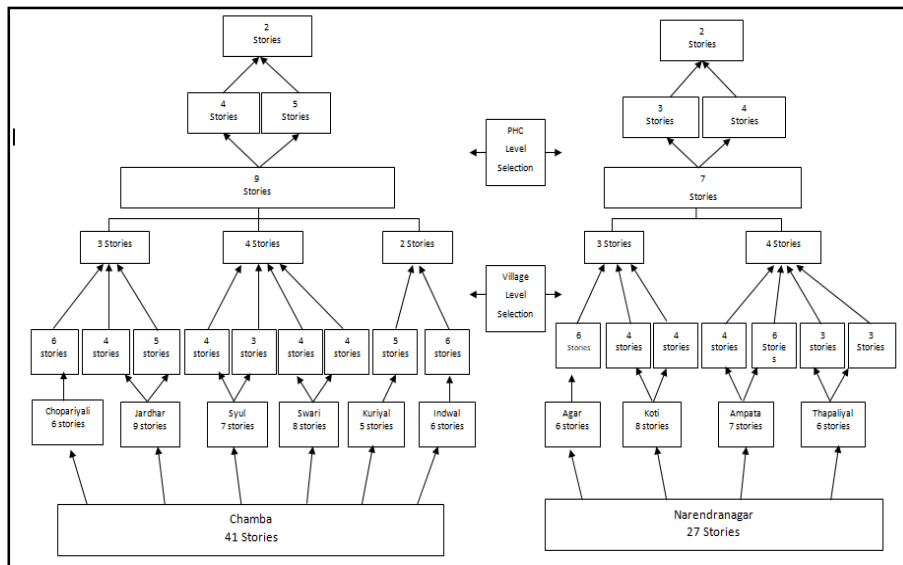 2
Stories
2
Stories
4
Stories
5
Stories
3
Stories
4
Stories
PHC
Level
Selection
9
Stories
7
Stories
3 Stories
4 Stories
2 Stories
3 Stories
4 Stories
Village
Level
Selection
6
stories
4
stories
5
stories
4
stories
3
stories
4
stories
4
stories
5
stories
6
stories
6
Stories
4
stories
4
stories
4
stories
6
Storie
s
3
stories
3
Stories
Chopariyali
6 stories
Jardhar
9 stories
Syul
7 stories
Swari
8 stories
Kuriyal
5 stories
Indwal
6 stories
Agar
6 stories
Koti
8 stories
Ampata
7 stories
Thapaliyal
6 stories
Chamba
41 Stories
Narendranagar
27 Stories